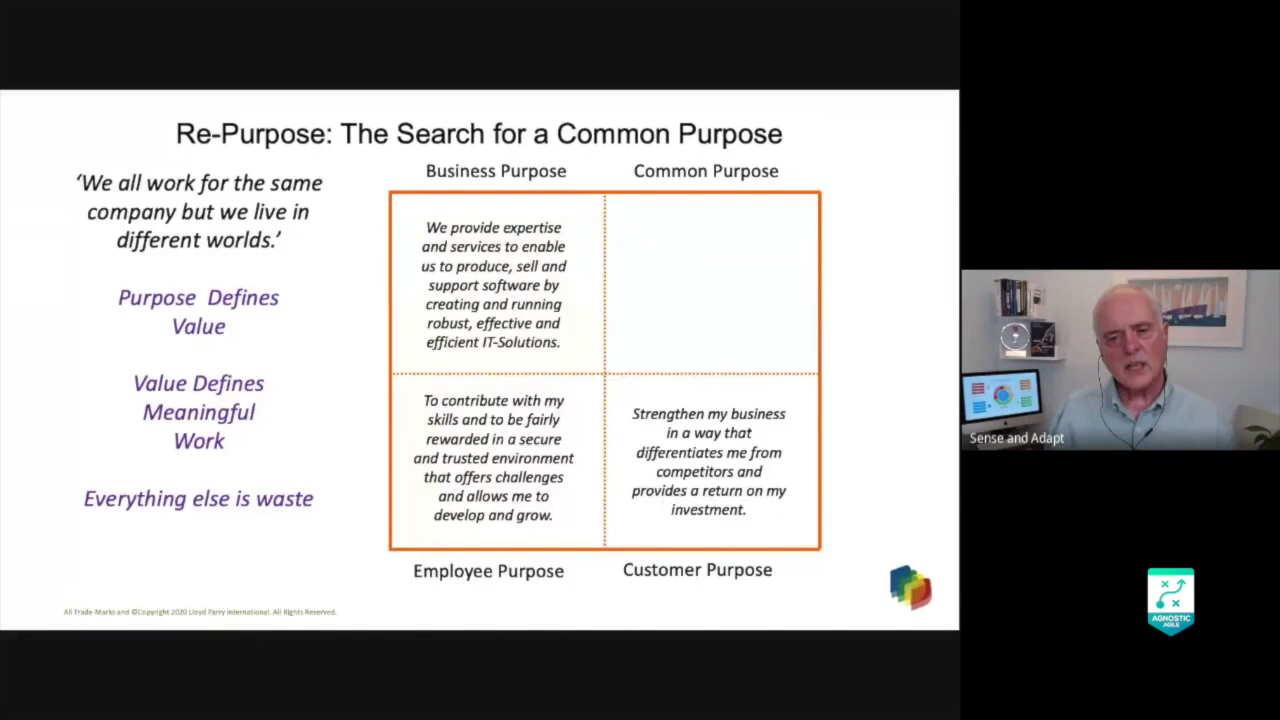 Re-Purpose: The Search for a Common Purpose
‘We all work for the same
company but we live in
different worlds.’
Purpose Defines
Value
Value Defines
Meaningful
Work
Everything else is waste
Business Purpose
Common Purpose
We provide expertise
and services to enable
us to produce, sell and
support software by
creating and running
robust, effective and
efficient IT-Solutions.
To contribute with my
skills and to be fairly
rewarded in a secure
and trusted environment
that offers challenges
and allows me to
develop and grow.
Strengthen my business
in a way that
differentiates me from
competitors and
provides a return on my
investment.
Employee Purpose
Customer Purpose
All Trade-Marks and ©Copyright 2020 Lloyd Parry International. All Rights Reserved.
Sense and Adapt
AGNOSTIC
AGILE